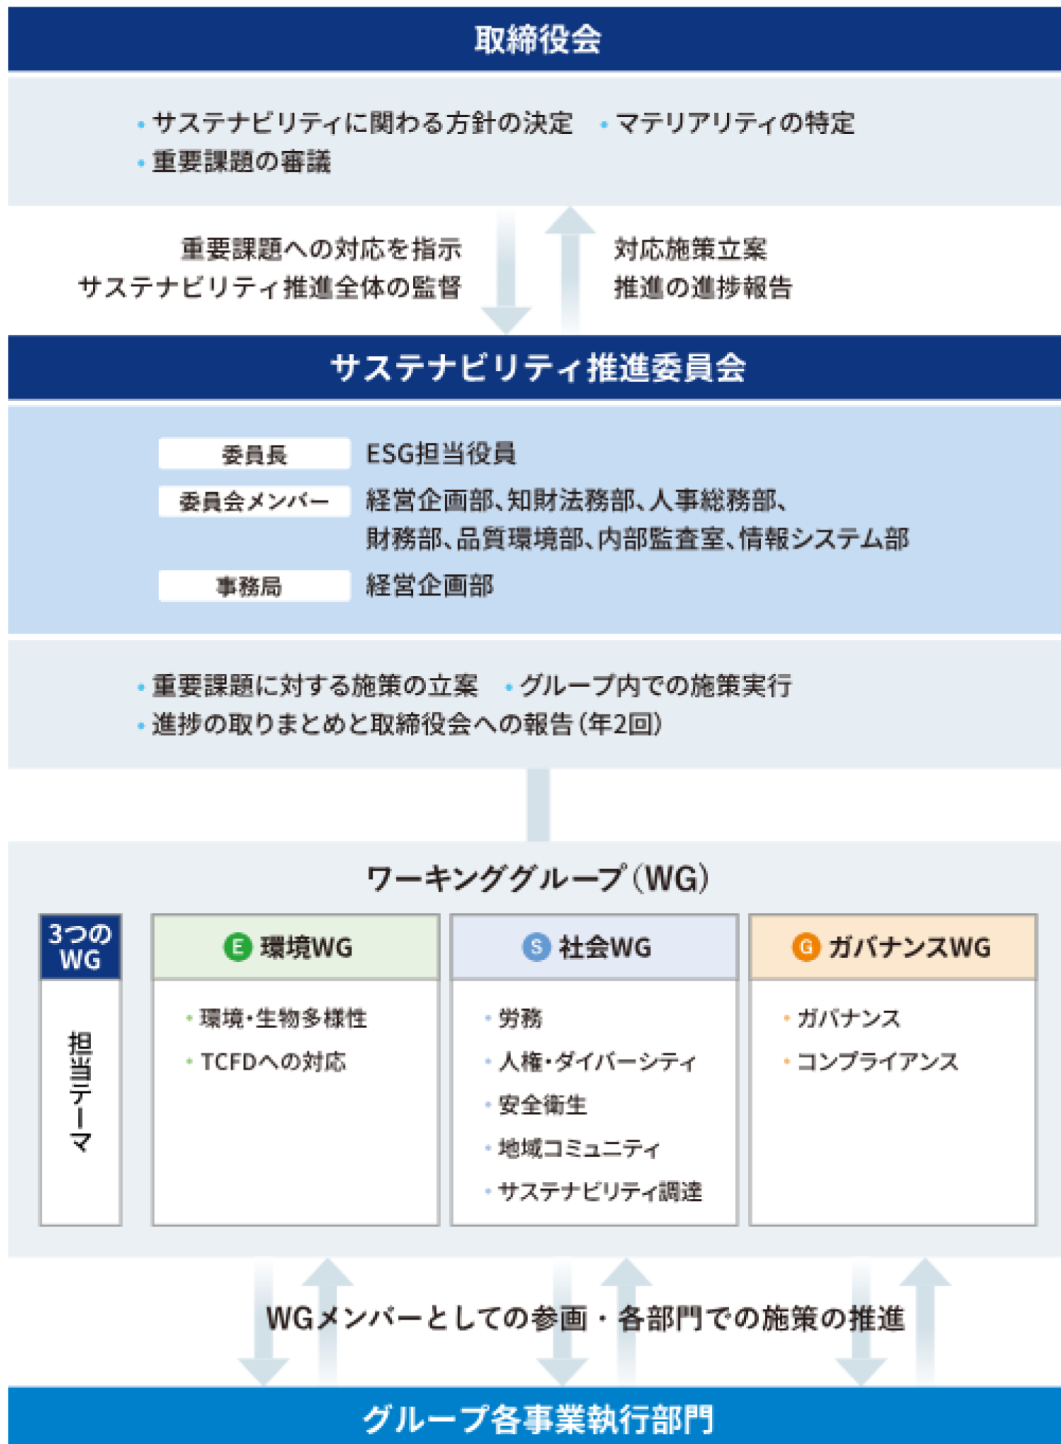 取締役会
・サステナビリティに関わる方針の決定 ・マテリアリティの特定
・重要課題の審議
重要課題への対応を指示
サステナビリティ推進全体の監督
対応施策立案
推進の進捗報告
サステナビリティ推進委員会
委員長 ESG担当役員
委員会メンバー 経営企画部、知財法務部、人事総務部、
財務部、品質環境部、内部監査室、情報システム部
事務局 経営企画部
・重要課題に対する施策の立案 ・グループ内での施策実行
・進捗の取りまとめと取締役会への報告（年2回）
ワーキンググループ（WG）
3つの
WG
担当テーマ
E 環境WG
・環境・生物多様性
・TCFDへの対応
S 社会WG
・労務
・人権・ダイバーシティ
・安全衛生
・地域コミュニティ
・サステナビリティ調達
G ガバナンスWG
・ガバナンス
・コンプライアンス
WGメンバーとしての参画・各部門での施策の推進
グループ各事業執行部門